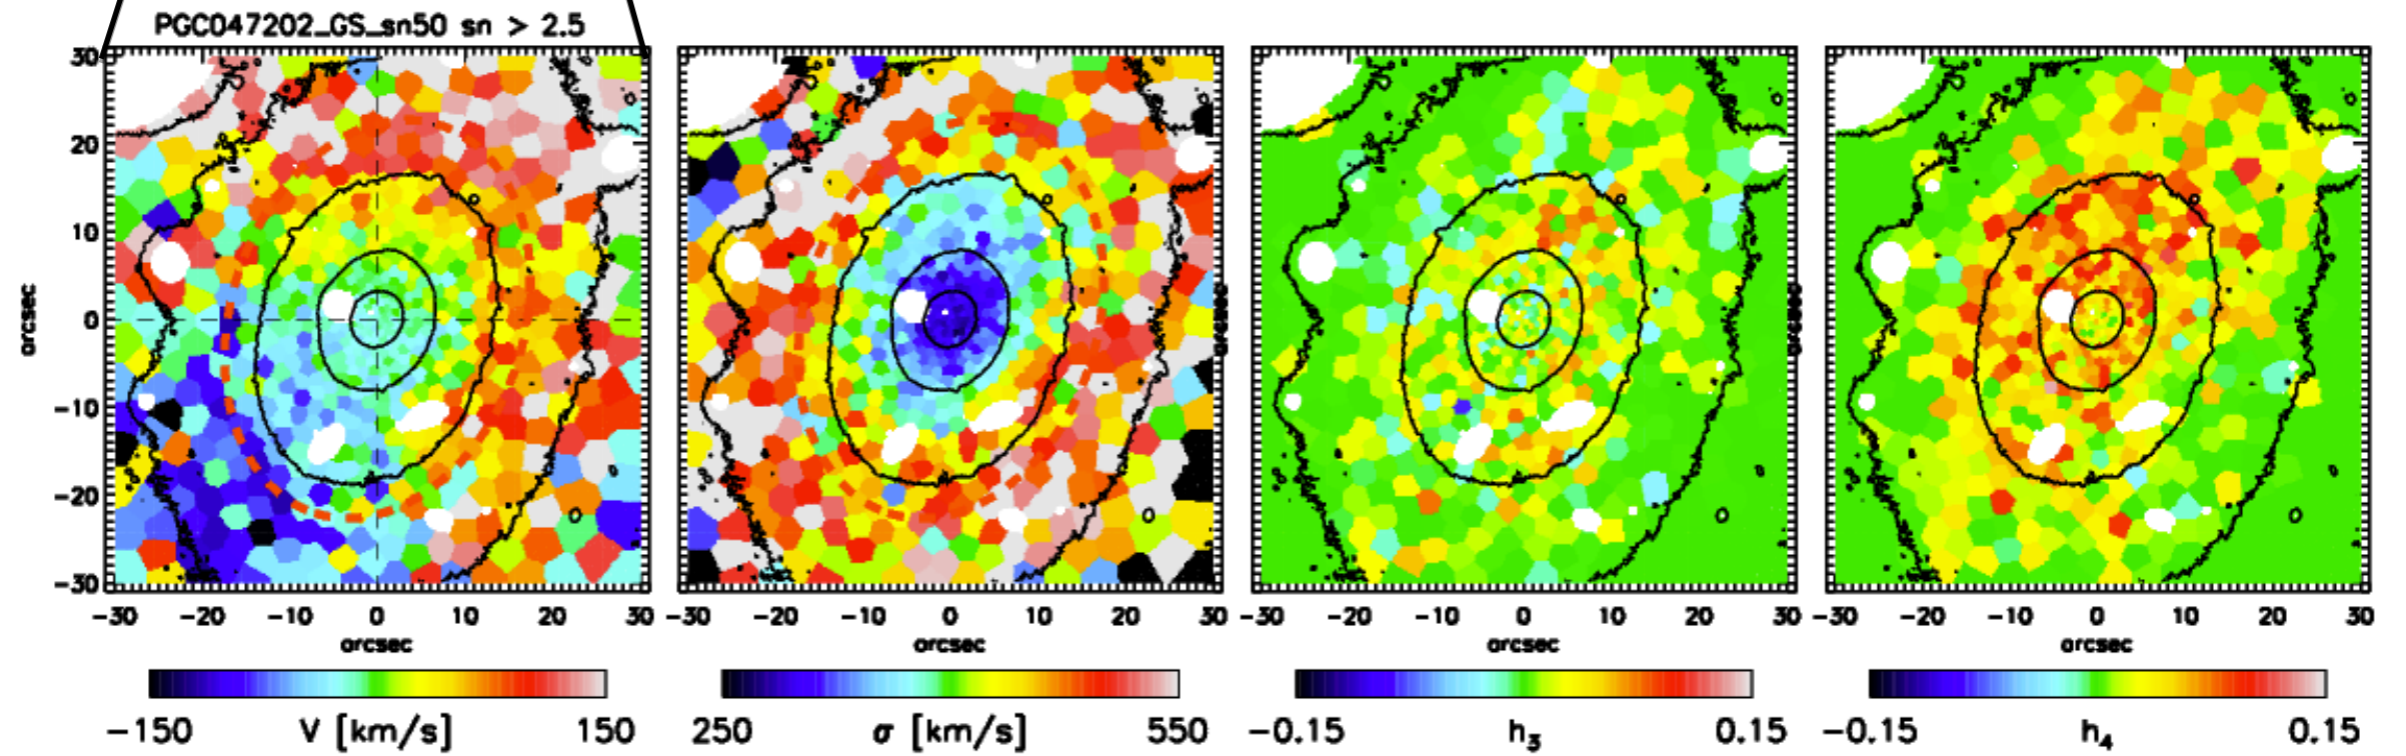 PGC047202_GS_sn50 sn > 2.5
30
20
10
0
-10
-20
-30
arcsec
arcsec
arcsec
-30 -20 -10 0 10 20 30 -30 -20 -10 0 10 20 30 -30 -20 -10 0 10 20 30 -30 -20 -10 0 10 20 30
arcsec arcsec arcsec arcsec
-150 V [km/s] 150 250 σ [km/s] 550 -0.15 h₃ 0.15 -0.15 h₄ 0.15